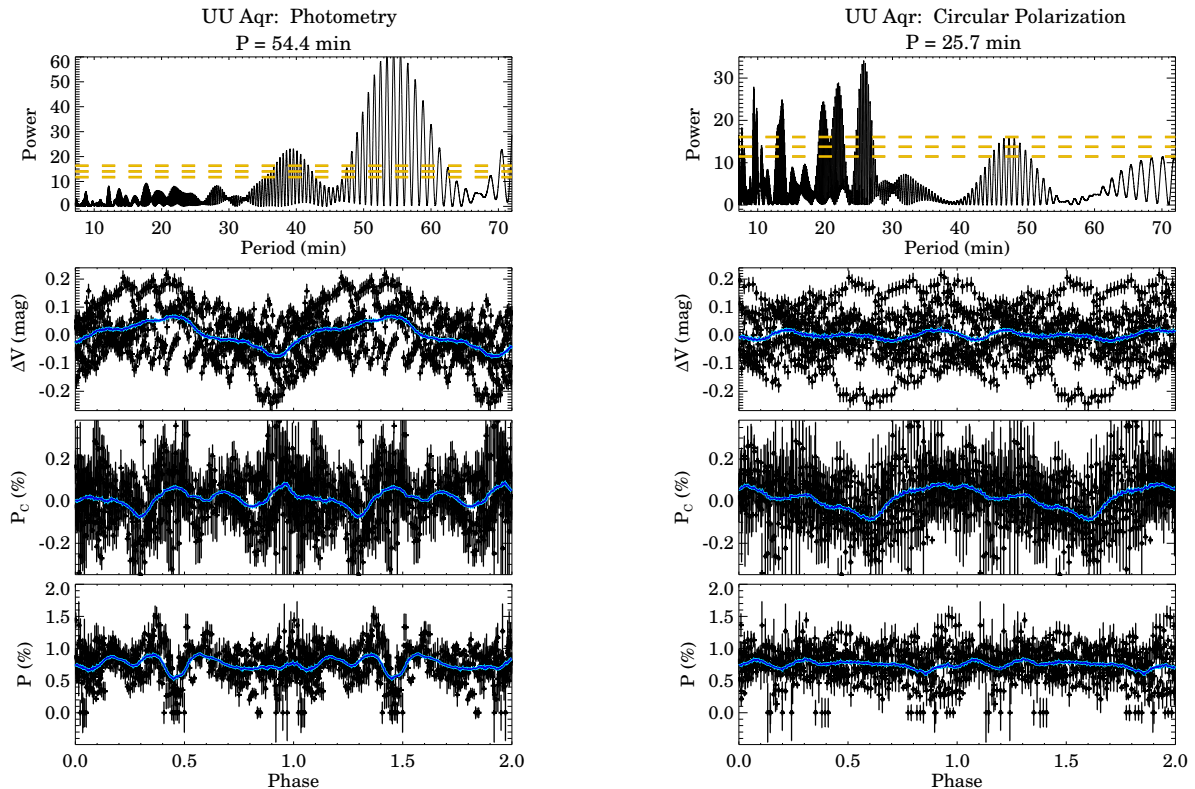 UU Aqr: Photometry
P = 54.4 min
60
50
40
30
20
10
0
Power
10 20 30 40 50 60 70
Period (min)
0.2
0.1
0.0
-0.1
-0.2
ΔV (mag)
0.2
0.0
-0.2
P_C (%)
2.0
1.5
1.0
0.5
0.0
P (%)
0.0 0.5 1.0 1.5 2.0
Phase
UU Aqr: Circular Polarization
P = 25.7 min
30
20
10
0
Power
10 20 30 40 50 60 70
Period (min)
0.2
0.1
0.0
-0.1
-0.2
ΔV (mag)
0.2
0.0
-0.2
P_C (%)
2.0
1.5
1.0
0.5
0.0
P (%)
0.0 0.5 1.0 1.5 2.0
Phase